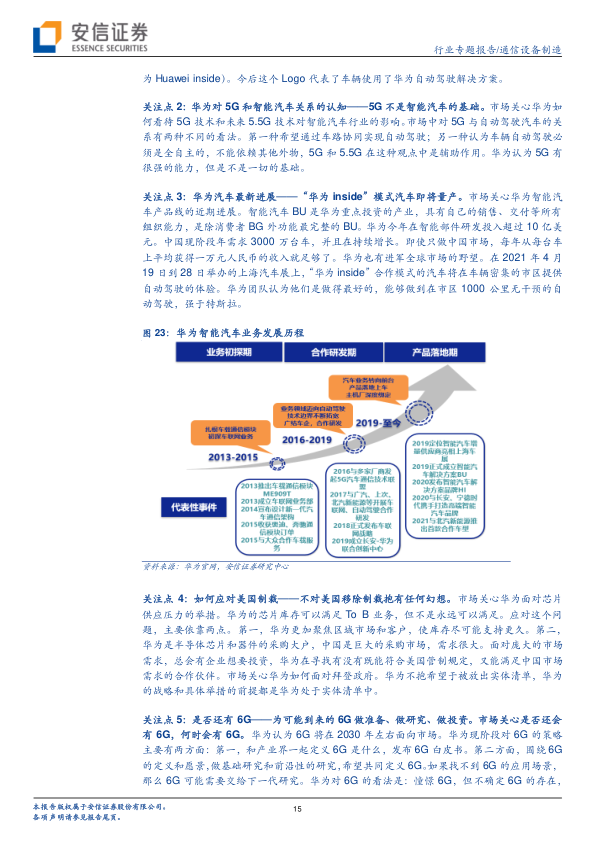 安信证券
ESSENCE SECURITIES
行业专题报告/通信设备制造
为 Huawei inside）。今后这个 Logo 代表了车辆使用了华为自动驾驶解决方案。
关注点 2：华为对 5G 和智能汽车关系的认知——5G 不是智能汽车的基础。市场关心华为如
何看待 5G 技术和未来 5.5G 技术对智能汽车行业的影响。市场中对 5G 与自动驾驶汽车的关
系有两种不同的看法。第一种希望通过车路协同实现自动驾驶；另一种认为车辆自动驾驶必
须是全自主的，不能依赖其他外物，5G 和 5.5G 在这种观点中是辅助作用。华为认为 5G 有
很强的能力，但是不是一切的基础。
关注点 3：华为汽车最新进展——“华为 inside”模式汽车即将量产。市场关心华为智能汽
车产品线的近期进展。智能汽车 BU 是华为重点投资的产业，具有自己的销售、交付等所有
组织能力，是除消费者 BG 外功能最完整的 BU。华为今年在智能部件研发投入超过 10 亿美
元。中国现阶段年需求 3000 万台车，并且在持续增长。即使只做中国市场，每年从每台车
上平均获得一万元人民币的收入就足够了。华为也有进军全球市场的野望。在 2021 年 4 月
19 日到 28 日举办的上海汽车展上，“华为 inside”合作模式的汽车将在车辆密集的市区提供
自动驾驶的体验。华为团队认为他们是做得最好的，能够做到在市区 1000 公里无干预的自
动驾驶，强于特斯拉。
图 23：华为智能汽车业务发展历程
业务初探期
合作研发期
产品落地期
汽车业务转向前台
产品落地上车
主机厂深度绑定
业务领域迈向自动驾驶
技术边界不断拓宽
广结车企，合作研发
扎根车载通信模块
初探车联网业务
2019-至今
2016-2019
2013-2015
代表性事件
2013推出车载通信模块
ME909T
2013成立车联网业务部
2014宣布设计新一代汽
车通信架构
2015收获奥迪、奔驰通
信模块订单
2015与大众合作车载服
务
2016与多家厂商发
起5G汽车通信技术联
盟
2017与广汽、上汽、
北汽新能源等开展车
联网、自动驾驶合作
研发
2018正式发布车联
网战略
2019成立长安-华为
联合创新中心
2019定位智能汽车增
量供应商亮相上海车
展
2019正式成立智能汽
车解决方案BU
2020发布智能汽车解
决方案品牌HI
2020与长安、宁德时
代携手打造高端智能
汽车品牌
2021与北汽新能源推
出首款合作车型
资料来源：华为官网，安信证券研究中心
关注点 4：如何应对美国制裁——不对美国移除制裁抱有任何幻想。市场关心华为面对芯片
供应压力的举措。华为的芯片库存可以满足 To B 业务，但不是永远可以满足。应对这个问
题，主要依靠两点。第一，华为更加聚焦区域市场和客户，使库存尽可能支持更久。第二，
华为是半导体芯片和器件的采购大户，中国是巨大的采购市场，需求很大。面对庞大的市场
需求，总会有企业想要投资，华为在寻找有没有既能符合美国管制规定，又能满足中国市场
需求的合作伙伴。市场关心华为如何面对拜登政府。华为不抱希望于被放出实体清单，华为
的战略和具体举措的前提都是华为处于实体清单中。
关注点 5：是否还有 6G——为可能到来的 6G 做准备、做研究、做投资。市场关心是否还会
有 6G，何时会有 6G。华为认为 6G 将在 2030 年左右面向市场。华为现阶段对 6G 的策略
主要有两方面：第一，和产业界一起定义 6G 是什么，发布 6G 白皮书。第二方面，围绕 6G
的定义和愿景，做基础研究和前沿性的研究，希望共同定义 6G。如果找不到 6G 的应用场景，
那么 6G 可能需要交给下一代研究。华为对 6G 的看法是：憧憬 6G，但不确定 6G 的存在，
本报告版权属于安信证券股份有限公司。
各项声明请参见报告尾页。
15